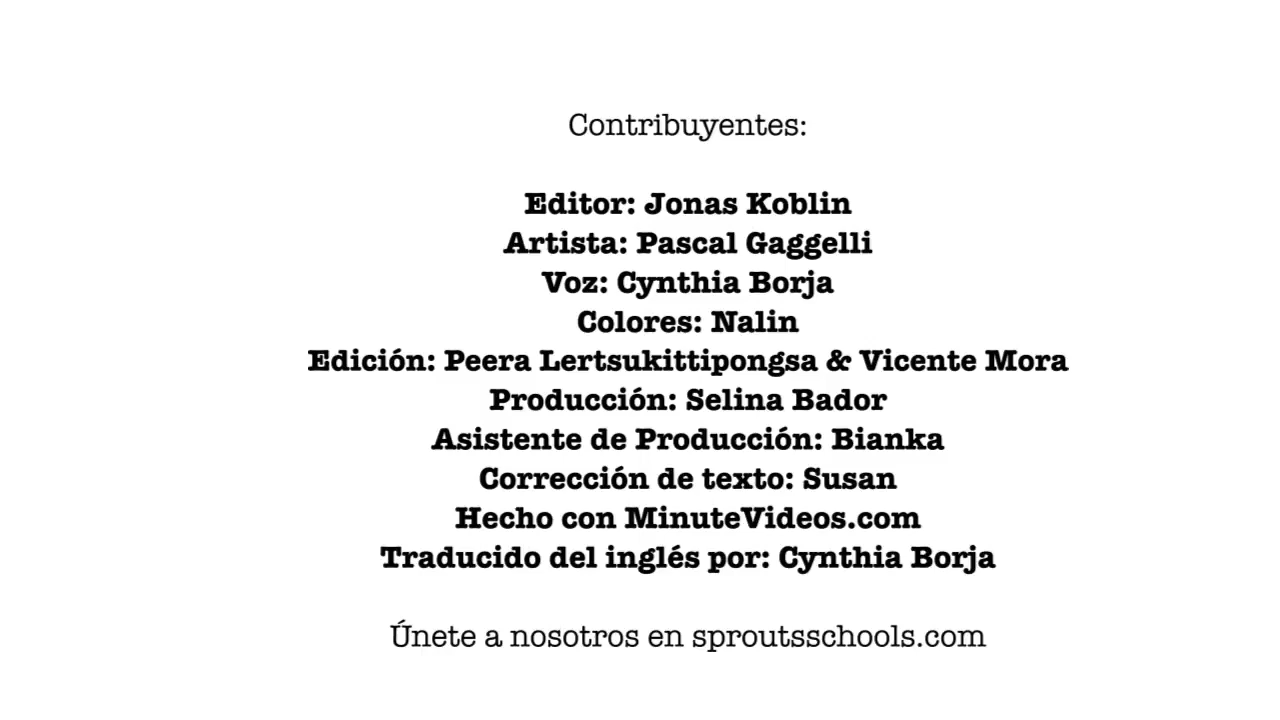 Contribuyentes:
Editor: Jonas Koblin
Artista: Pascal Gaggelli
Voz: Cynthia Borja
Colores: Nalin
Edición: Peera Lertsukittipongsa & Vicente Mora
Producción: Selina Bador
Asistente de Producción: Bianka
Corrección de texto: Susan
Hecho con MinuteVideos.com
Traducido del inglés por: Cynthia Borja
Únete a nosotros en sproutsschools.com